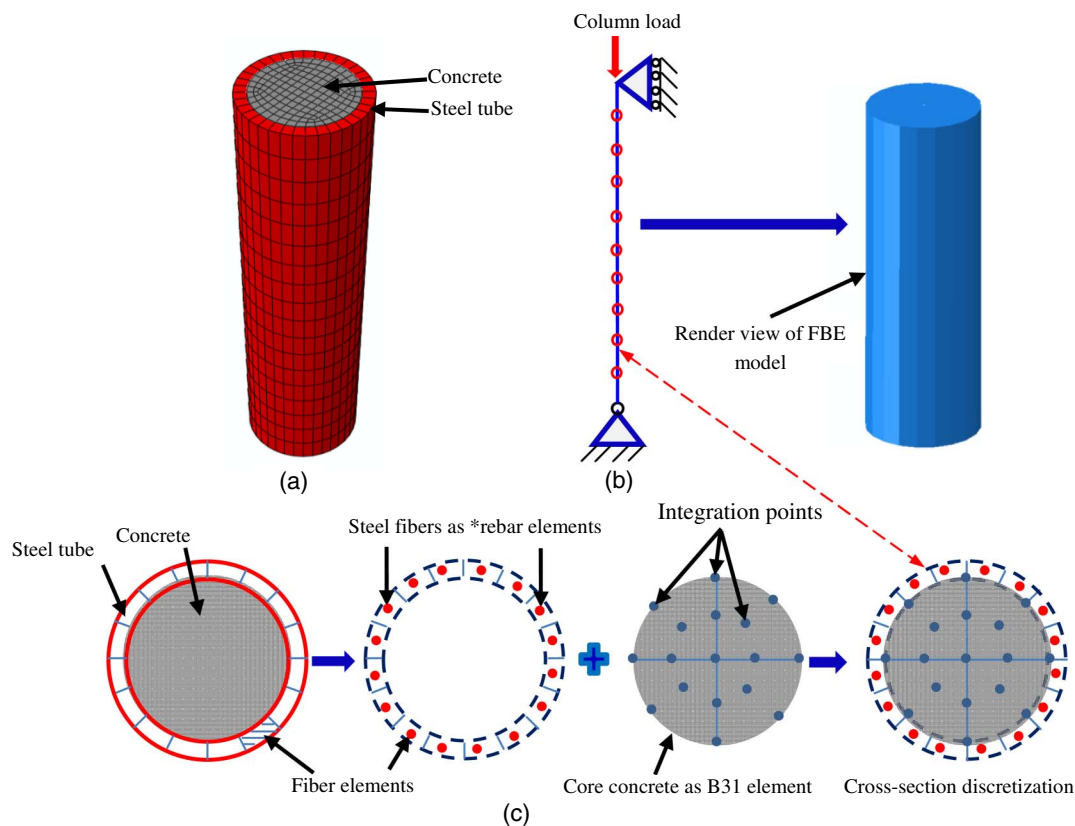 Column load
Concrete
Steel tube
Render view of FBE
model
(a)
(b)
Steel fibers as *rebar elements
Integration points
Concrete
Steel tube
Fiber elements
Core concrete as B31 element
Cross-section discretization
(c)